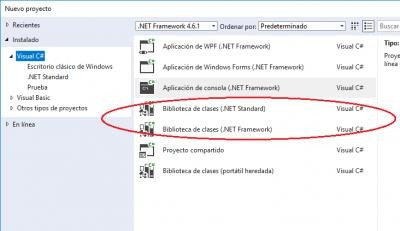 Nuevo proyecto
Recientes
.NET Framework 4.6.1
Ordenar por:
Predeterminado
Buscar
Instalado
Visual C#
Escritorio clásico de Windows
.NET Standard
Prueba
Visual Basic
Otros tipos de proyectos
En línea
Aplicación de WPF (.NET Framework) Visual C#
Aplicación de Windows Forms (.NET Framework) Visual C#
Aplicación de consola (.NET Framework) Visual C#
Biblioteca de clases (.NET Standard) Visual C#
Biblioteca de clases (.NET Framework) Visual C#
Proyecto compartido Visual C#
Biblioteca de clases (portátil heredada) Visual C#
Tipo:
Proye
línea